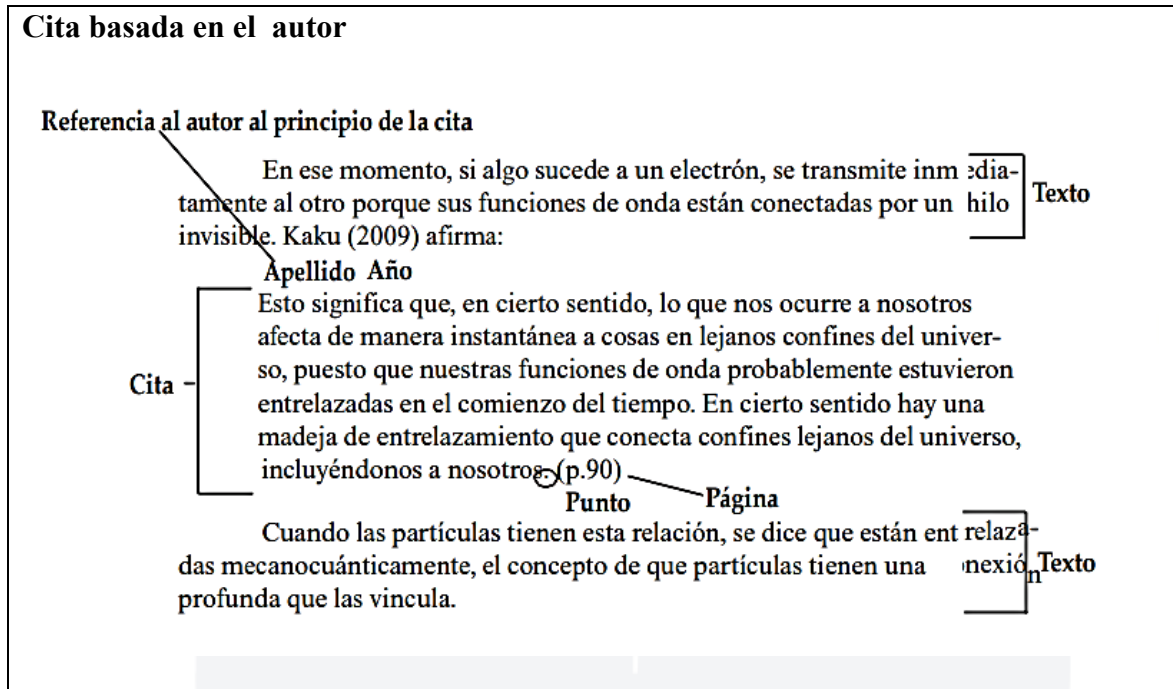 Cita basada en el autor
Referencia al autor al principio de la cita
En ese momento, si algo sucede a un electrón, se transmite inm edia-
tamente al otro porque sus funciones de onda están conectadas por un hilo
Texto
invisible. Kaku (2009) afirma:
Apellido Año
Esto significa que, en cierto sentido, lo que nos ocurre a nosotros
afecta de manera instantánea a cosas en lejanos confines del univer-
so, puesto que nuestras funciones de onda probablemente estuvieron
Cita
entrelazadas en el comienzo del tiempo. En cierto sentido hay una
madeja de entrelazamiento que conecta confines lejanos del universo,
incluyéndonos a nosotros. (p.90)
Punto
Página
Cuando las partículas tienen esta relación, se dice que están ent relaza-
das mecanocuánticamente, el concepto de que partículas tienen una nexión
Texto
profunda que las vincula.